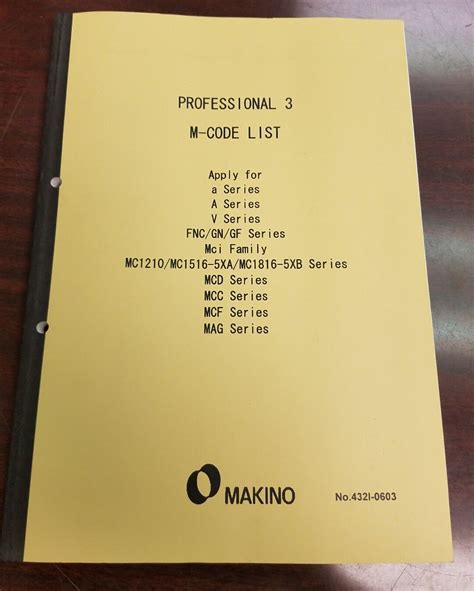 PROFESSIONAL 3
M-CODE LIST
Apply for
a Series
A Series
V Series
FNC/GN/GF Series
Mci Family
MC1210/MC1516-5XA/MC1816-5XB Series
MCD Series
MCC Series
MCF Series
MAG Series
MAKINO
No.432I-0603